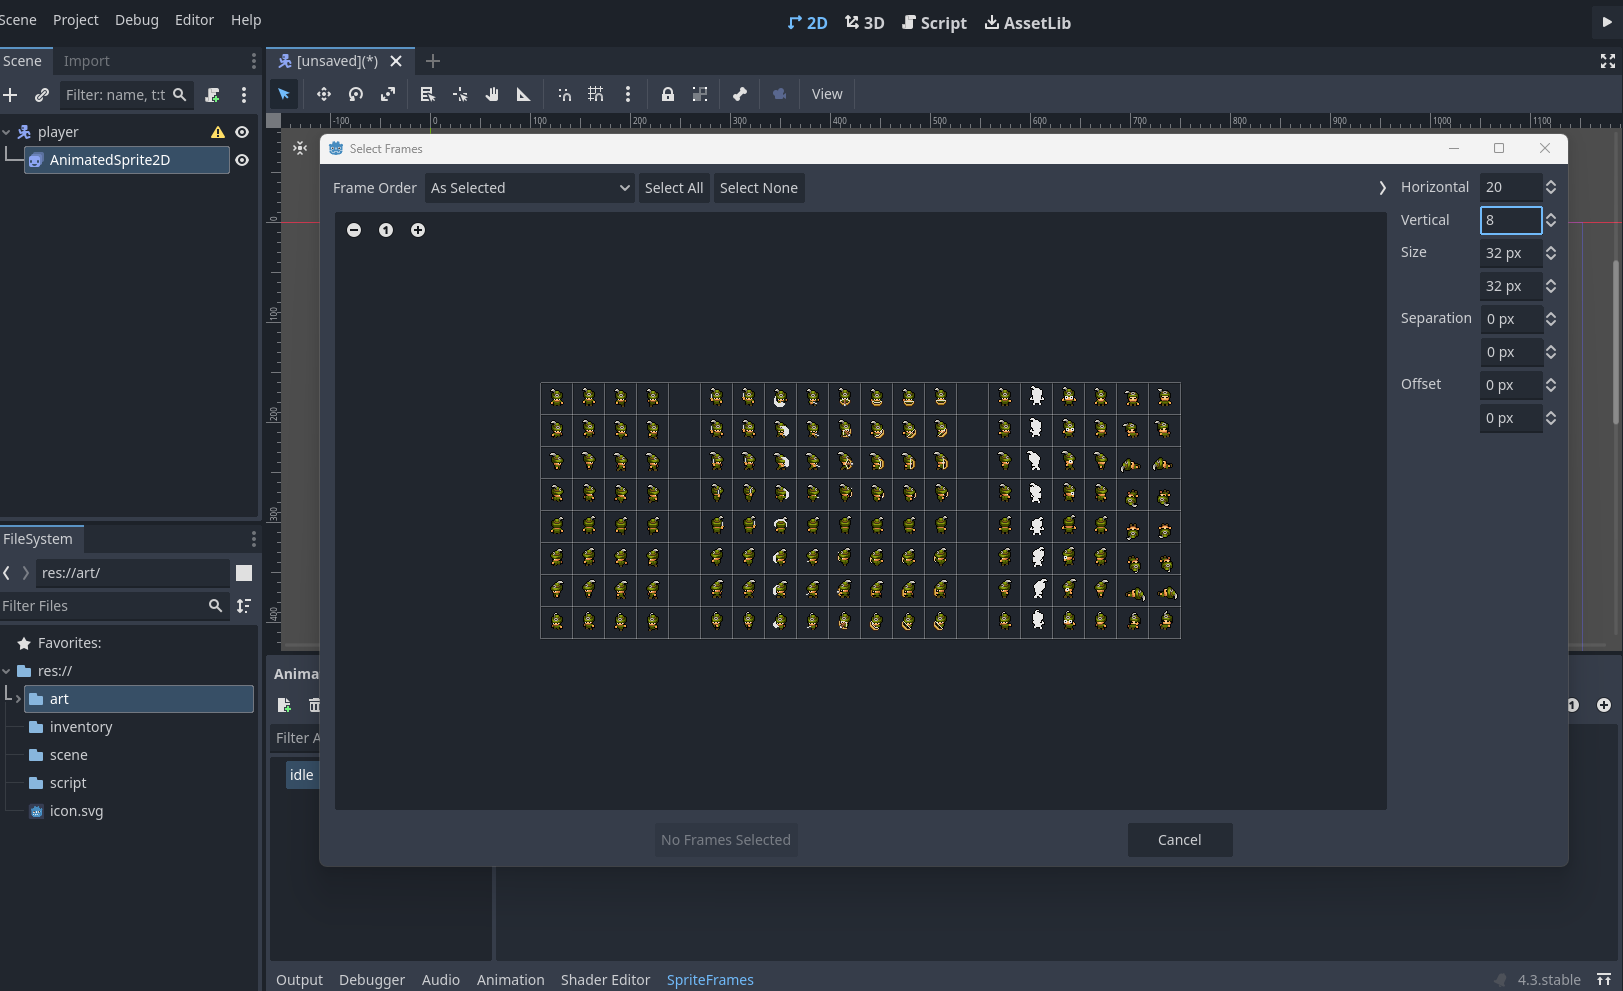 Scene Project Debug Editor Help
2D 3D Script AssetLib
Scene Import
[unsaved](*)
Filter: name, t:t
View
-100 0 100 200 300 400 500 600 700 800 900 1000 1100
player
AnimatedSprite2D
Select Frames
Frame Order As Selected Select All Select None
Horizontal 20
Vertical 8
Size 32 px
32 px
Separation 0 px
0 px
Offset 0 px
0 px
1
0
100
200
300
400
FileSystem
res://art/
Filter Files
Favorites:
res://
art
inventory
scene
script
icon.svg
Anima
1
Filter A
idle
No Frames Selected Cancel
Output Debugger Audio Animation Shader Editor SpriteFrames
4.3.stable